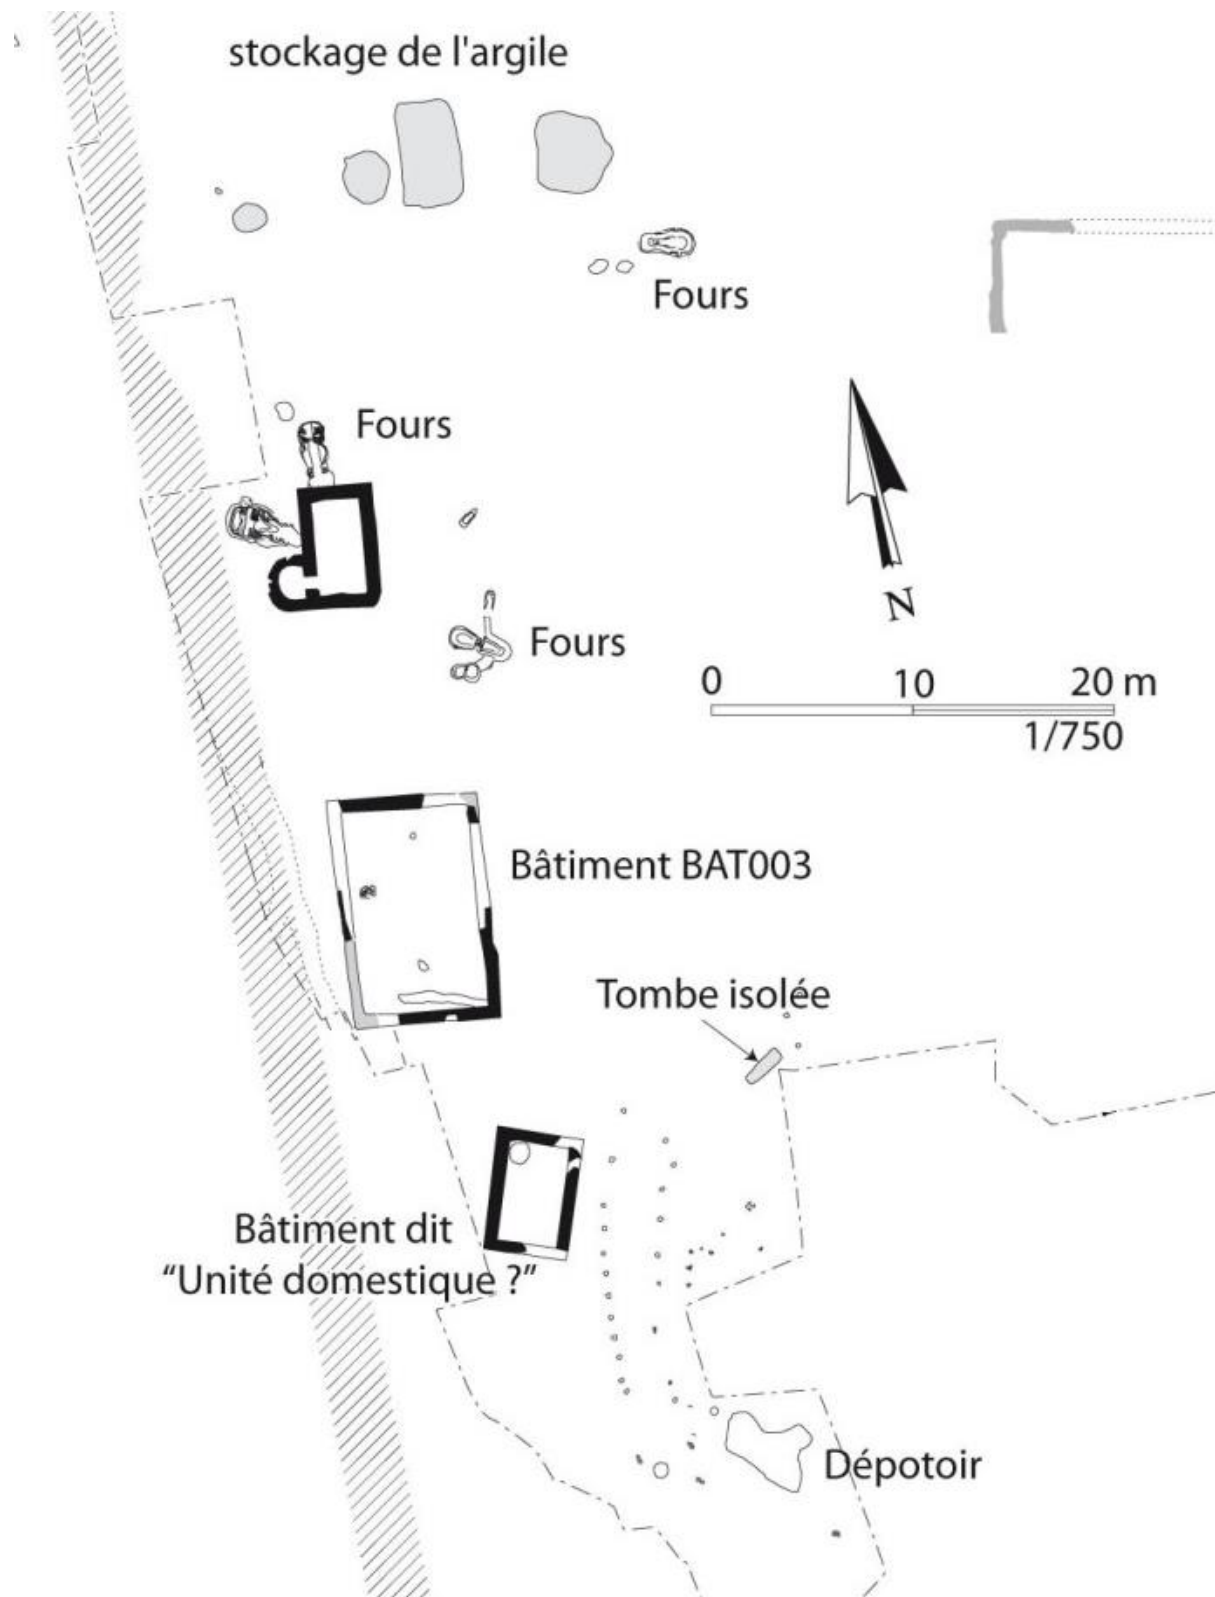 stockage de l'argile
Fours
Fours
N
Fours
0 10 20 m
1/750
Bâtiment BAT003
Tombe isolée
Bâtiment dit
“Unité domestique ?”
Dépotoir